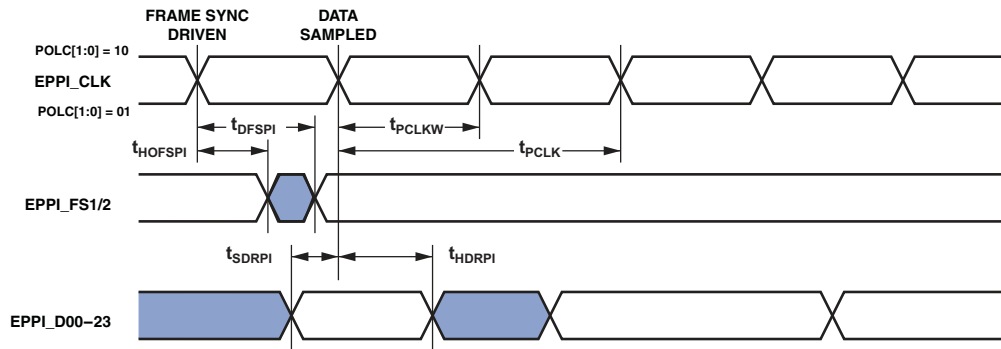 FRAME SYNC
DRIVEN
DATA
SAMPLED
POLC[1:0] = 10
EPPI_CLK
POLC[1:0] = 01
tDFSPI
tPCLKW
tHOFSPI
tPCLK
EPPI_FS1/2
tSDRPI
tHDRPI
EPPI_D00–23